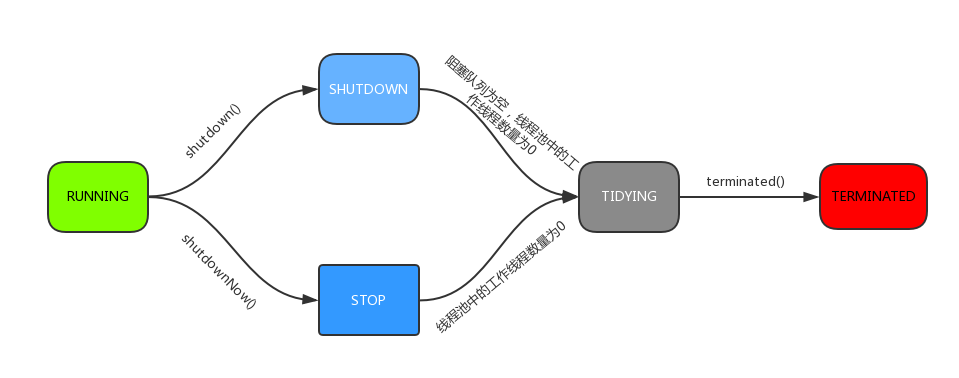 SHUTDOWN
阻塞队列为空，线程池中的工
作线程数量为0
shutdown()
RUNNING
TIDYING
terminated()
TERMINATED
shutdownNow()
线程池中的工作线程数量为0
STOP